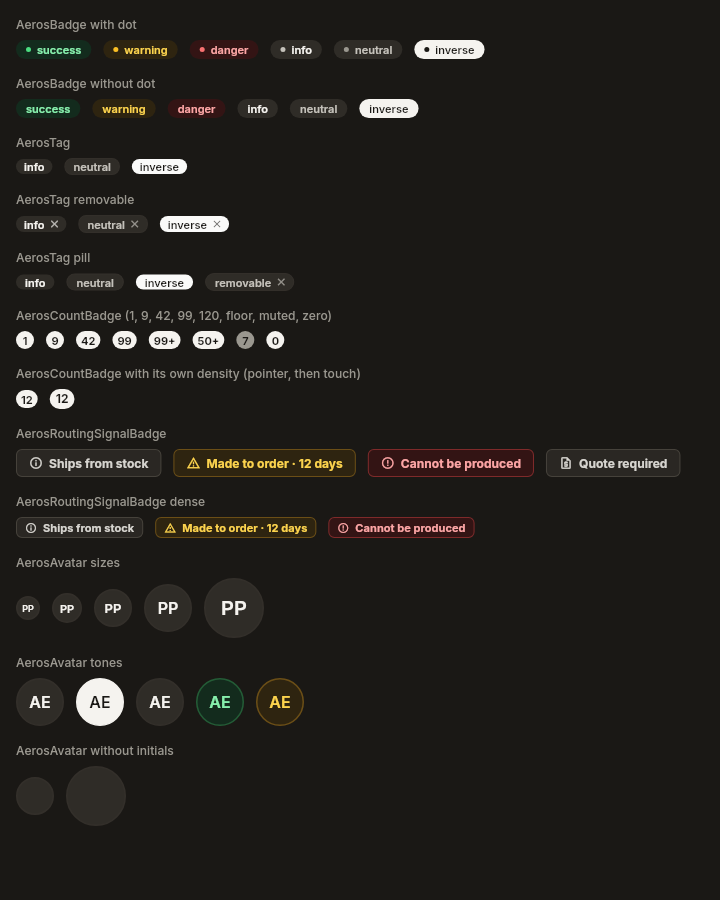 AerosBadge with dot
success warning danger info neutral inverse
AerosBadge without dot
success warning danger info neutral inverse
AerosTag
info neutral inverse
AerosTag removable
info × neutral × inverse ×
AerosTag pill
info neutral inverse removable ×
AerosCountBadge (1, 9, 42, 99, 120, floor, muted, zero)
1 9 42 99 99+ 50+ 7 0
AerosCountBadge with its own density (pointer, then touch)
12 12
AerosRoutingSignalBadge
Ships from stock Made to order · 12 days Cannot be produced Quote required
AerosRoutingSignalBadge dense
Ships from stock Made to order · 12 days Cannot be produced
AerosAvatar sizes
PP PP PP PP PP
AerosAvatar tones
AE AE AE AE AE
AerosAvatar without initials